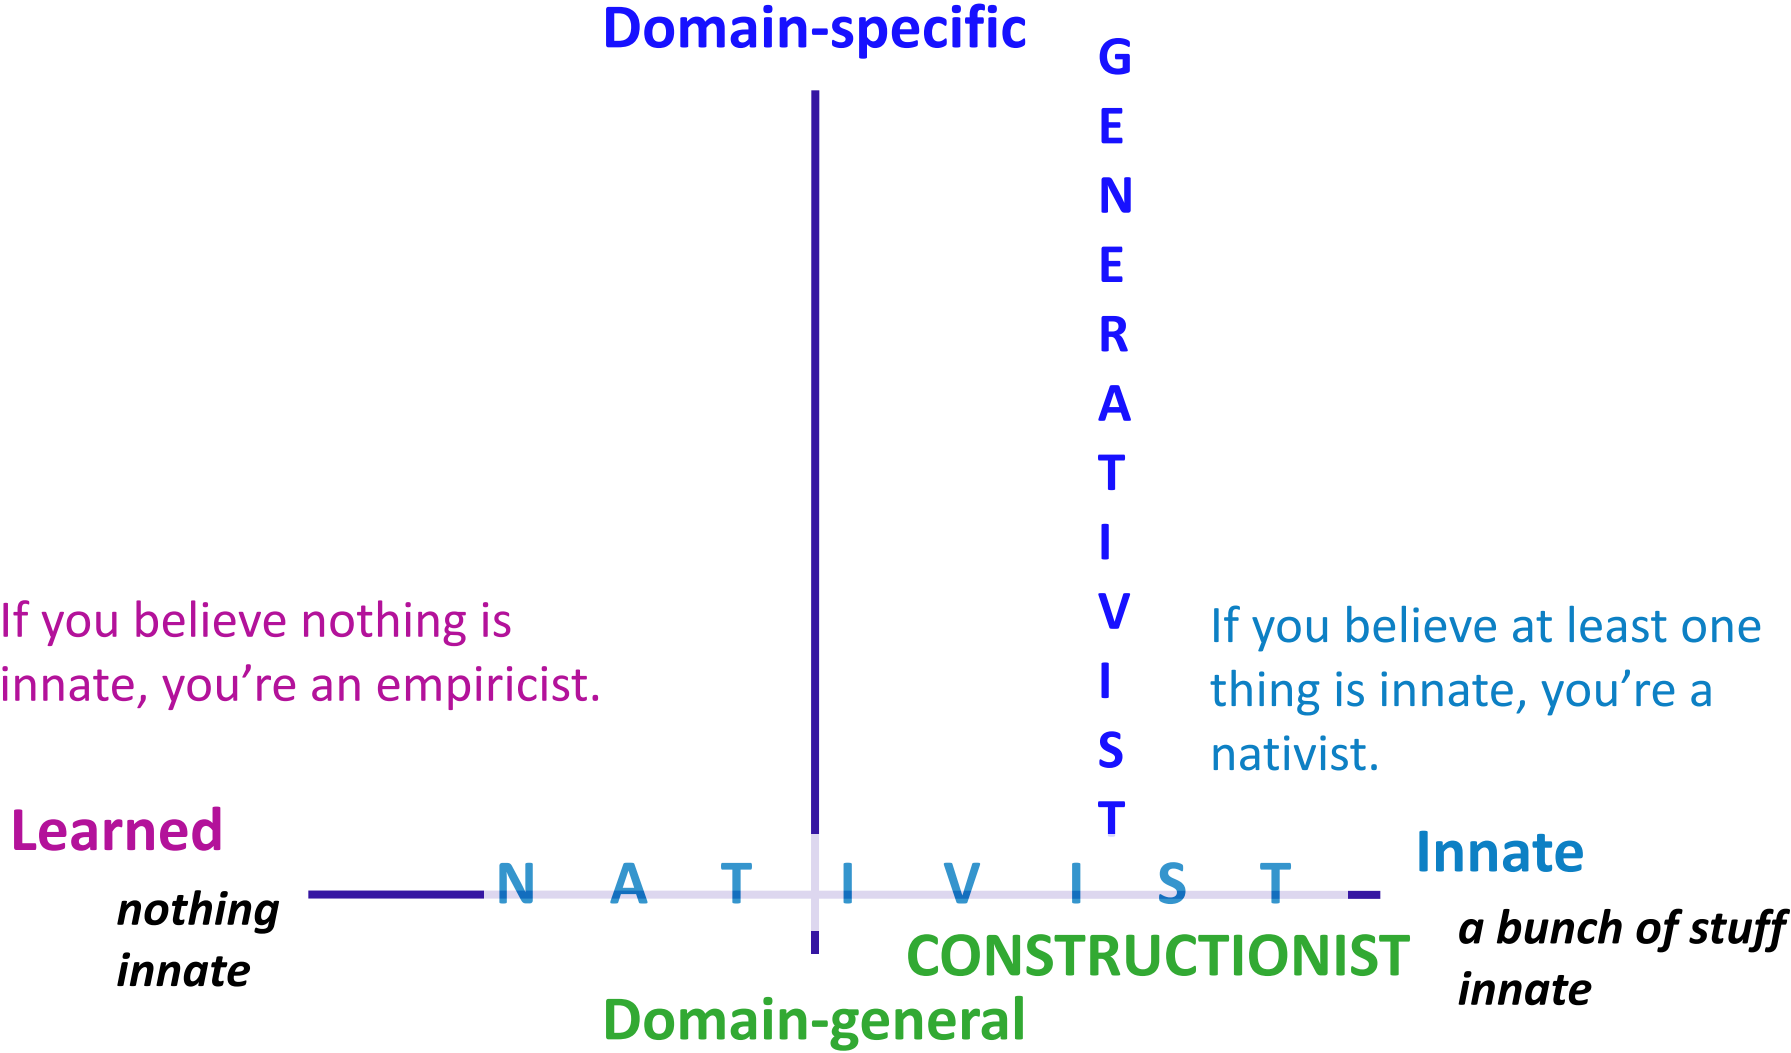 Domain-specific
GENERATIVIST
If you believe nothing is
innate, you’re an empiricist.
If you believe at least one
thing is innate, you’re a
nativist.
Learned
nothing
innate
NATIVIST
Innate
a bunch of stuff
innate
CONSTRUCTIONIST
Domain-general